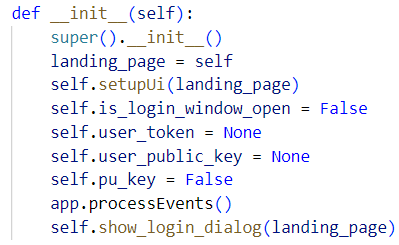 def __init__(self):
super().__init__()
landing_page = self
self.setupUi(landing_page)
self.is_login_window_open = False
self.user_token = None
self.user_public_key = None
self.pu_key = False
app.processEvents()
self.show_login_dialog(landing_page)